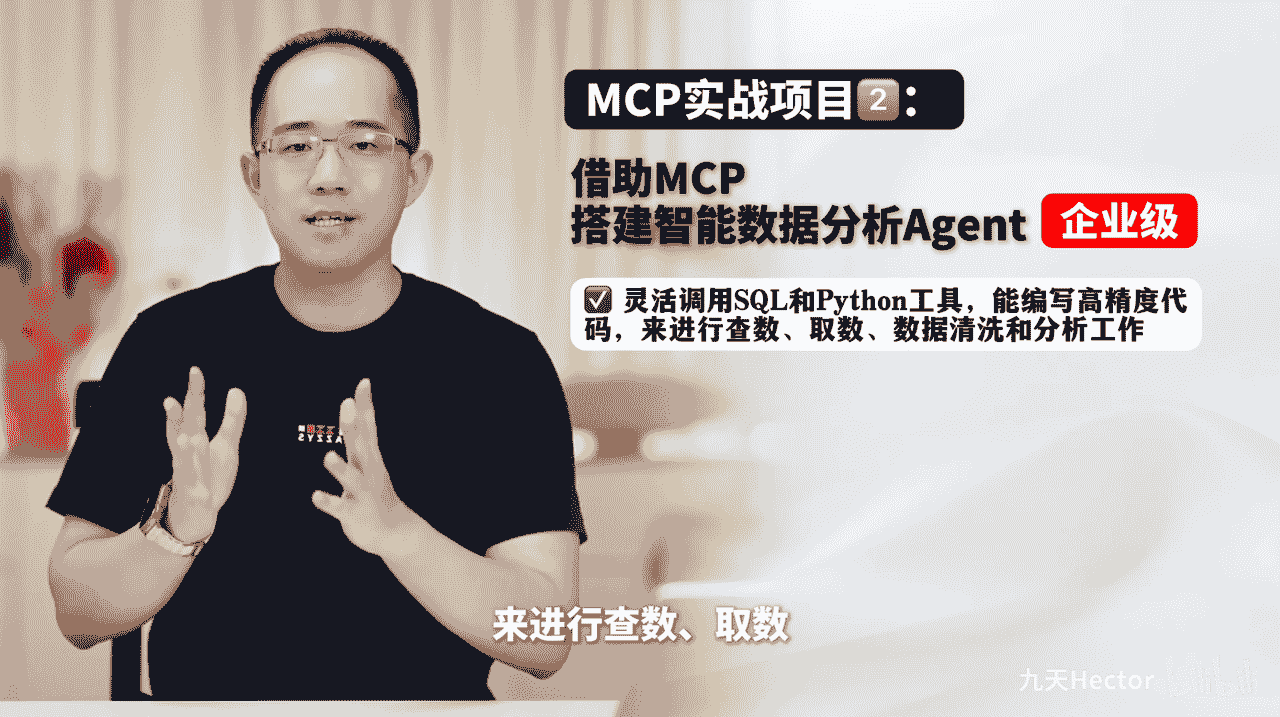 MCP实战项目2️⃣：
借助MCP
搭建智能数据分析Agent 企业级
☑ 灵活调用SQL和Python工具，能编写高精度代
码，来进行查数、取数、数据清洗和分析工作
来进行查数、取数
九天Hector